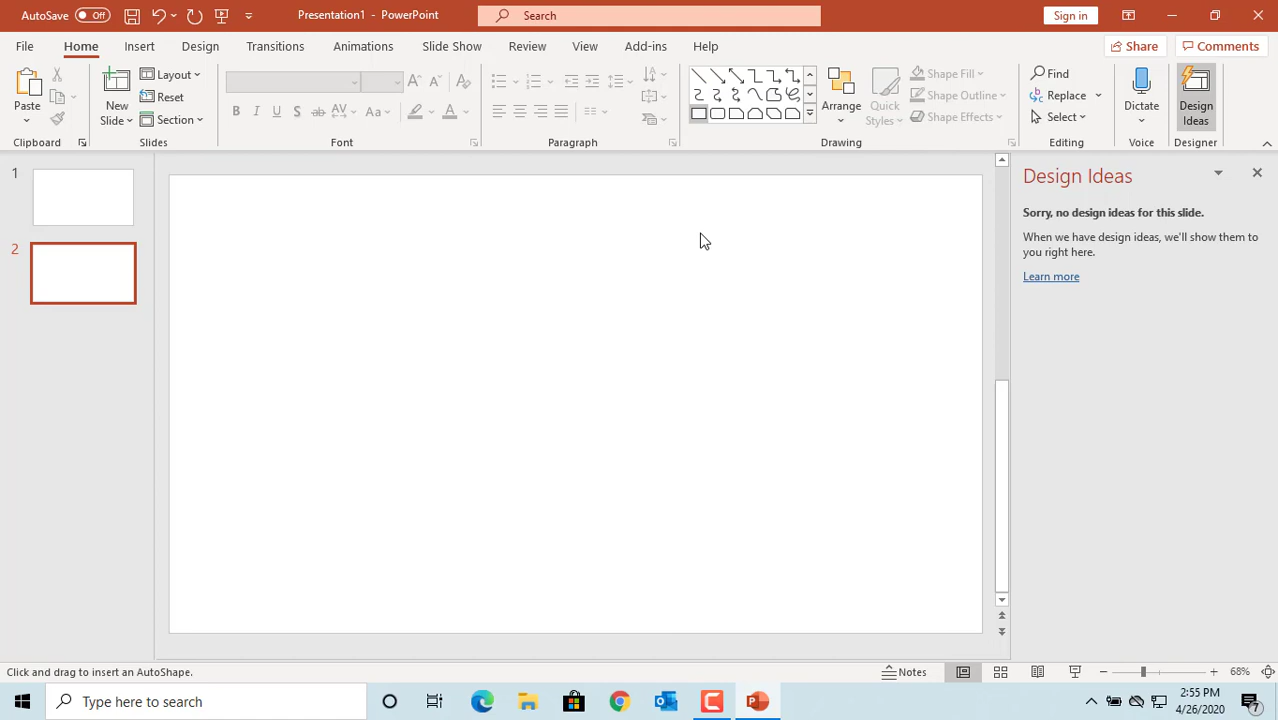 AutoSave Off Presentation1 - PowerPoint Search Sign in
File Home Insert Design Transitions Animations Slide Show Review View Add-ins Help Share Comments
Paste
New
Slide
Layout
Reset
Section
B I U S AV Aa A
Arrange
Quick
Styles
Shape Fill
Shape Outline
Shape Effects
Find
Replace
Select
Dictate
Design
Ideas
Clipboard Slides Font Paragraph Drawing Editing Voice Designer
1
2
Design Ideas
Sorry, no design ideas for this slide.
When we have design ideas, we'll show them to
you right here.
Learn more
Click and drag to insert an AutoShape. Notes 68%
Type here to search
2:55 PM
4/26/2020
7